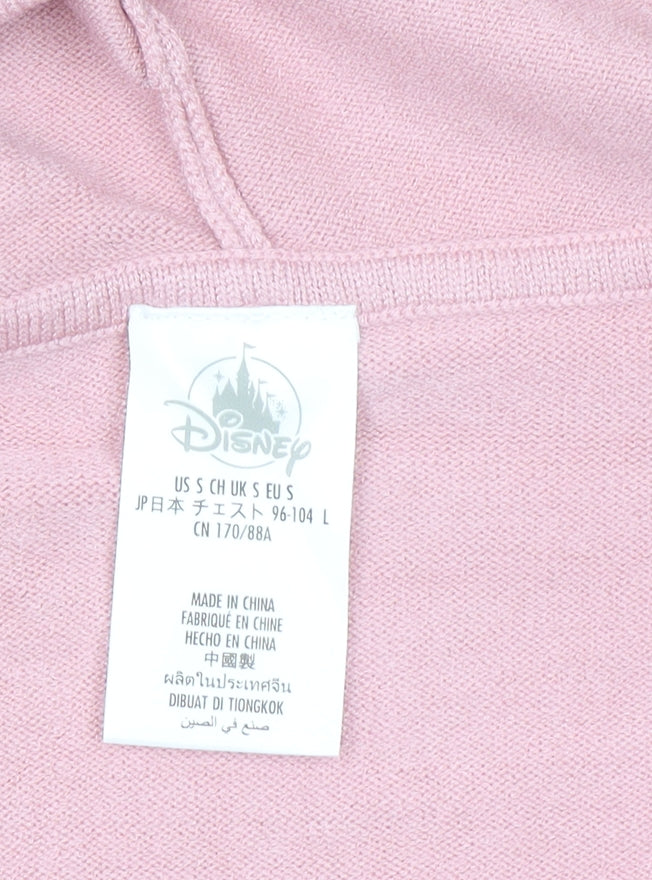 Disney
US S CH UK S EU S
JP日本 チェスト 96-104 L
CN 170/88A
MADE IN CHINA
FABRIQUÉ EN CHINE
HECHO EN CHINA
中國製
ผลิตในประเทศจีน
DIBUAT DI TIONGKOK
صنع في الصين